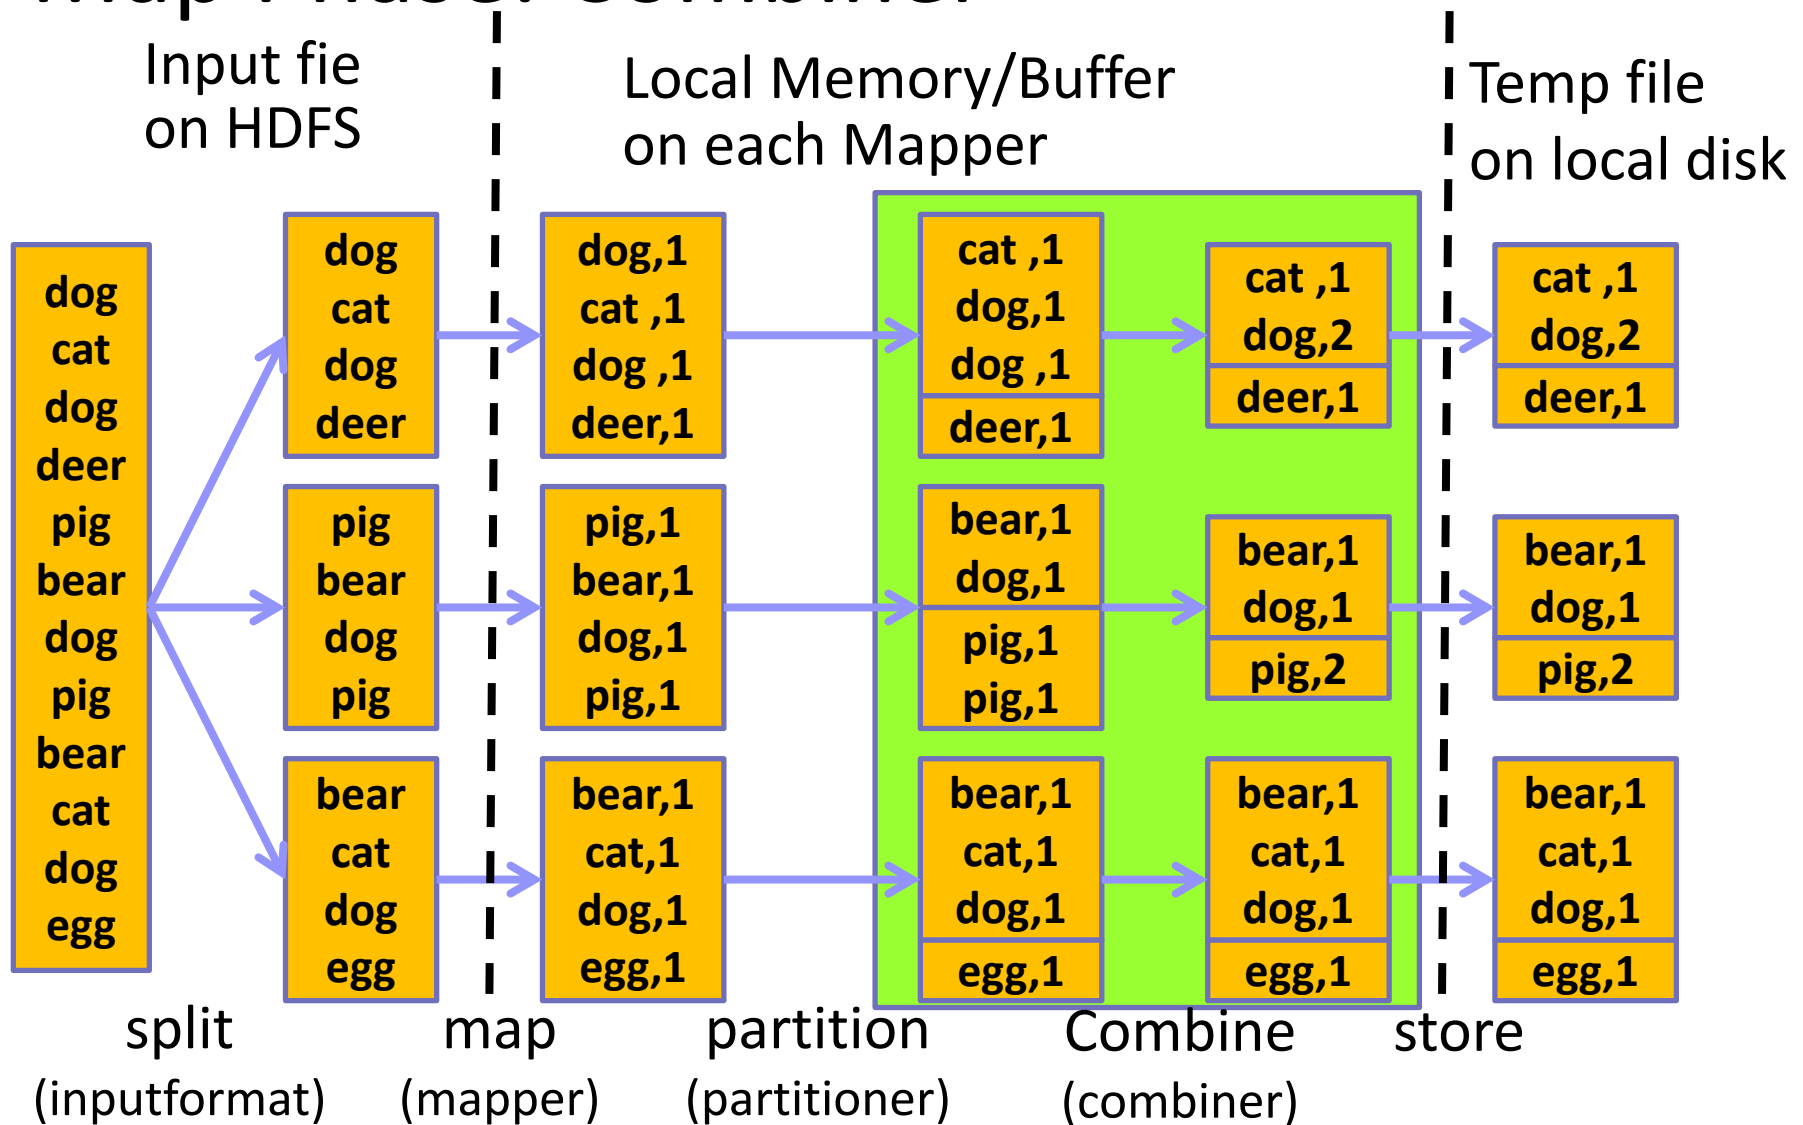 Input fie
on HDFS
Local Memory/Buffer
on each Mapper
Temp file
on local disk
dog
cat
dog
deer
pig
bear
dog
pig
bear
cat
dog
egg
dog
cat
dog
deer
pig
bear
dog
pig
bear
cat
dog
egg
dog,1
cat ,1
dog ,1
deer,1
pig,1
bear,1
dog,1
pig,1
bear,1
cat,1
dog,1
egg,1
cat ,1
dog,1
dog ,1
deer,1
bear,1
dog,1
pig,1
pig,1
bear,1
cat,1
dog,1
egg,1
cat ,1
dog,2
deer,1
bear,1
dog,1
pig,2
bear,1
cat,1
dog,1
egg,1
cat ,1
dog,2
deer,1
bear,1
dog,1
pig,2
bear,1
cat,1
dog,1
egg,1
split
(inputformat)
map
(mapper)
partition
(partitioner)
Combine
(combiner)
store